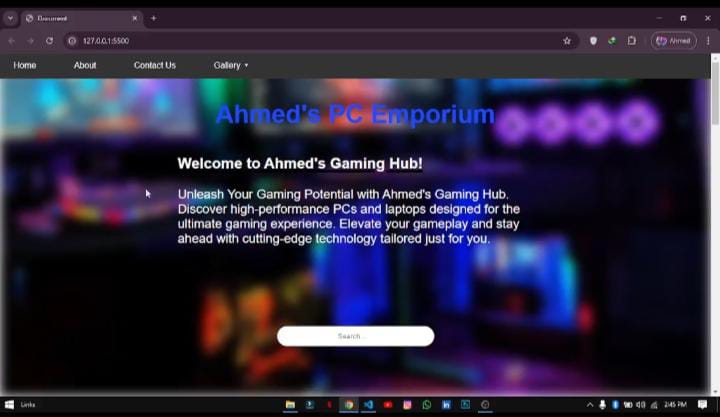 Document
127.0.0.1:5500
Ahmed
Home
About
Contact Us
Gallery
Ahmed's PC Emporium
Welcome to Ahmed's Gaming Hub!
Unleash Your Gaming Potential with Ahmed's Gaming Hub.
Discover high-performance PCs and laptops designed for the
ultimate gaming experience. Elevate your gameplay and stay
ahead with cutting-edge technology tailored just for you.
Search...
Links
2:45 PM